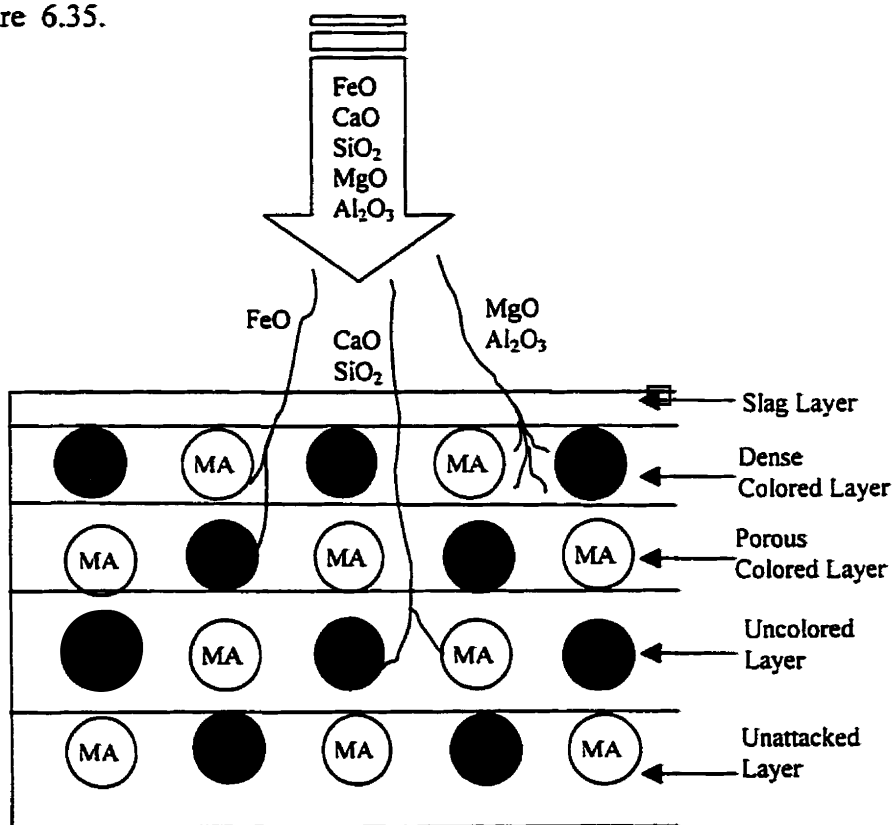 re 6.35.
FeO
CaO
SiO₂
MgO
Al₂O₃
FeO
CaO
SiO₂
MgO
Al₂O₃
Slag Layer
MA
MA
Dense
Colored Layer
MA
MA
MA
Porous
Colored Layer
MA
MA
Uncolored
Layer
MA
MA
MA
Unattacked
Layer